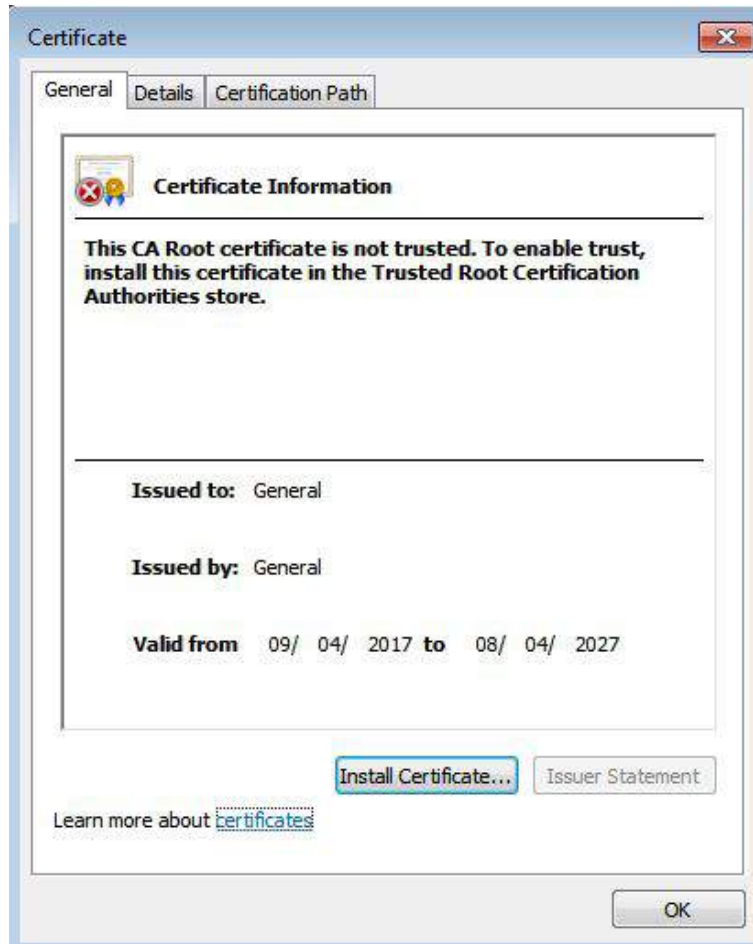 Certificate
General Details Certification Path
Certificate Information
This CA Root certificate is not trusted. To enable trust,
install this certificate in the Trusted Root Certification
Authorities store.
Issued to: General
Issued by: General
Valid from 09/ 04/ 2017 to 08/ 04/ 2027
Install Certificate... Issuer Statement
Learn more about certificates
OK